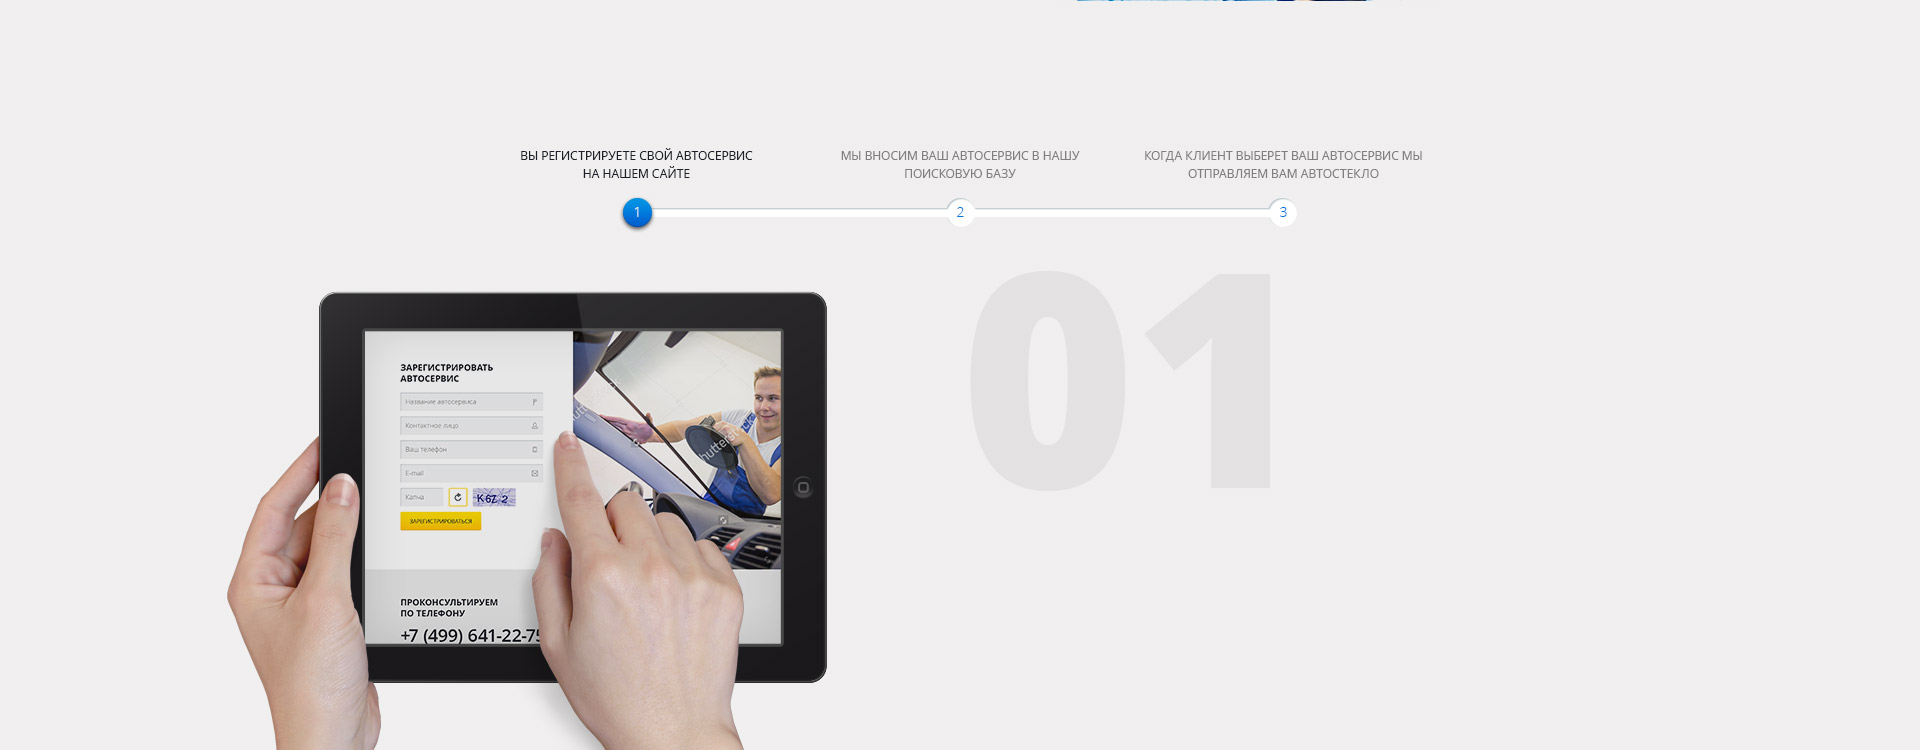 ВЫ РЕГИСТРИРУЕТЕ СВОЙ АВТОСЕРВИС
НА НАШЕМ САЙТЕ
МЫ ВНОСИМ ВАШ АВТОСЕРВИС В НАШУ
ПОИСКОВУЮ БАЗУ
КОГДА КЛИЕНТ ВЫБЕРЕТ ВАШ АВТОСЕРВИС МЫ
ОТПРАВЛЯЕМ ВАМ АВТОСТЕКЛО
1
2
3
01
ЗАРЕГИСТРИРОВАТЬ
АВТОСЕРВИС
Название автосервиса
Контактное лицо
Ваш телефон
E-mail
Капча
K6Z 2
ЗАРЕГИСТРИРОВАТЬСЯ
ПРОКОНСУЛЬТИРУЕМ
ПО ТЕЛЕФОНУ
+7 (499) 641-22-75